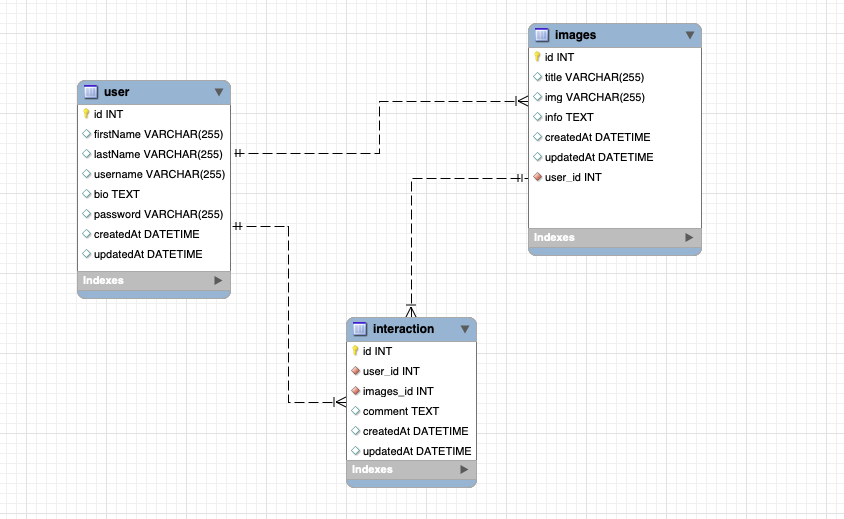 user
id INT
firstName VARCHAR(255)
lastName VARCHAR(255)
username VARCHAR(255)
bio TEXT
password VARCHAR(255)
createdAt DATETIME
updatedAt DATETIME
Indexes
images
id INT
title VARCHAR(255)
img VARCHAR(255)
info TEXT
createdAt DATETIME
updatedAt DATETIME
user_id INT
Indexes
interaction
id INT
user_id INT
images_id INT
comment TEXT
createdAt DATETIME
updatedAt DATETIME
Indexes